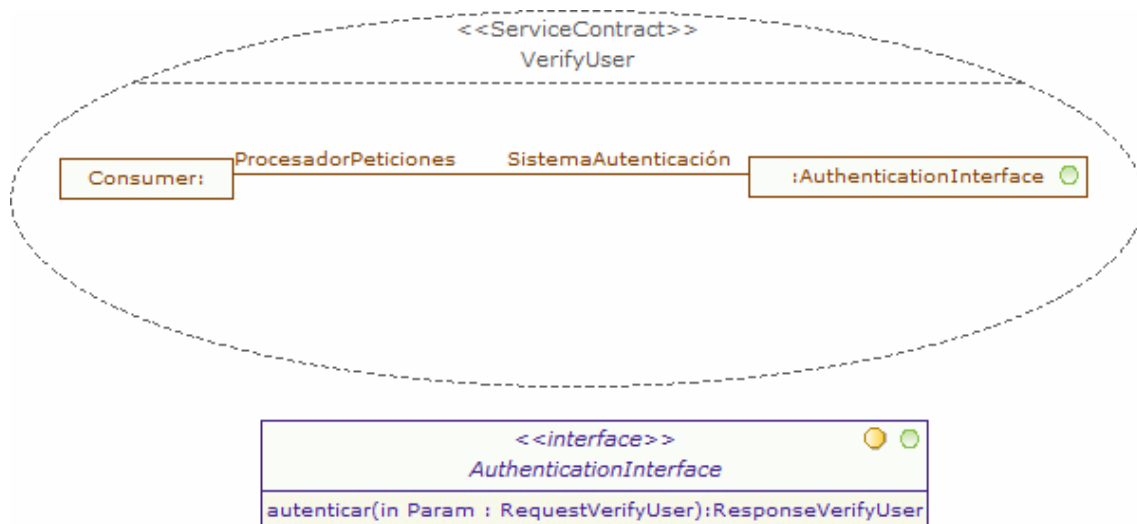 <<ServiceContract>>
VerifyUser
ProcesadorPeticiones SistemaAutenticación
Consumer: :AuthenticationInterface
<<interface>>
AuthenticationInterface
autenticar(in Param : RequestVerifyUser):ResponseVerifyUser